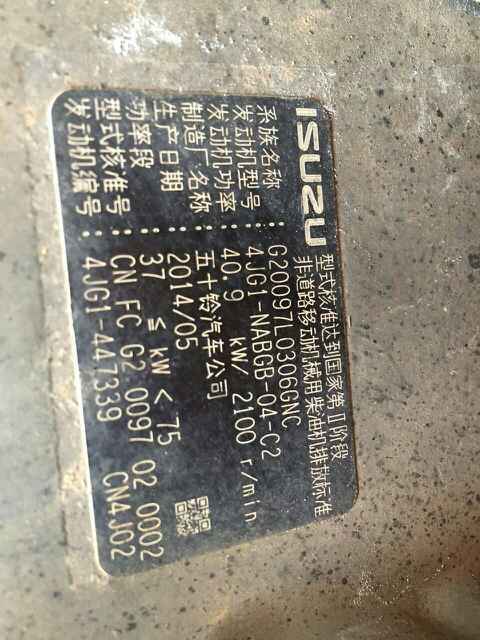 ISUZU
型式核准达到国家第Ⅱ阶段
非道路移动机械用柴油机排放标准
系族名称: G20097L0306GNC
发动机型号: 4JG1-NABGB-04-C2
发动机功率: 40.9 kW/ 2100 r/min
制造厂名称: 五十铃汽车公司
生产日期: 2014/05
功率段: 37 ≤ kW < 75
型式核准号: CN FC G2 0097 02 0002
发动机编号: 4JG1-447339 CN4J02